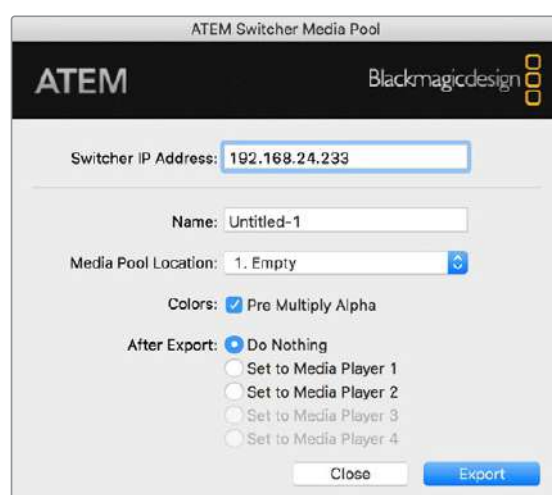 ATEM Switcher Media Pool
ATEM
Blackmagicdesign
Switcher IP Address: 192.168.24.233
Name: Untitled-1
Media Pool Location: 1. Empty
Colors: Pre Multiply Alpha
After Export: Do Nothing
Set to Media Player 1
Set to Media Player 2
Set to Media Player 3
Set to Media Player 4
Close Export